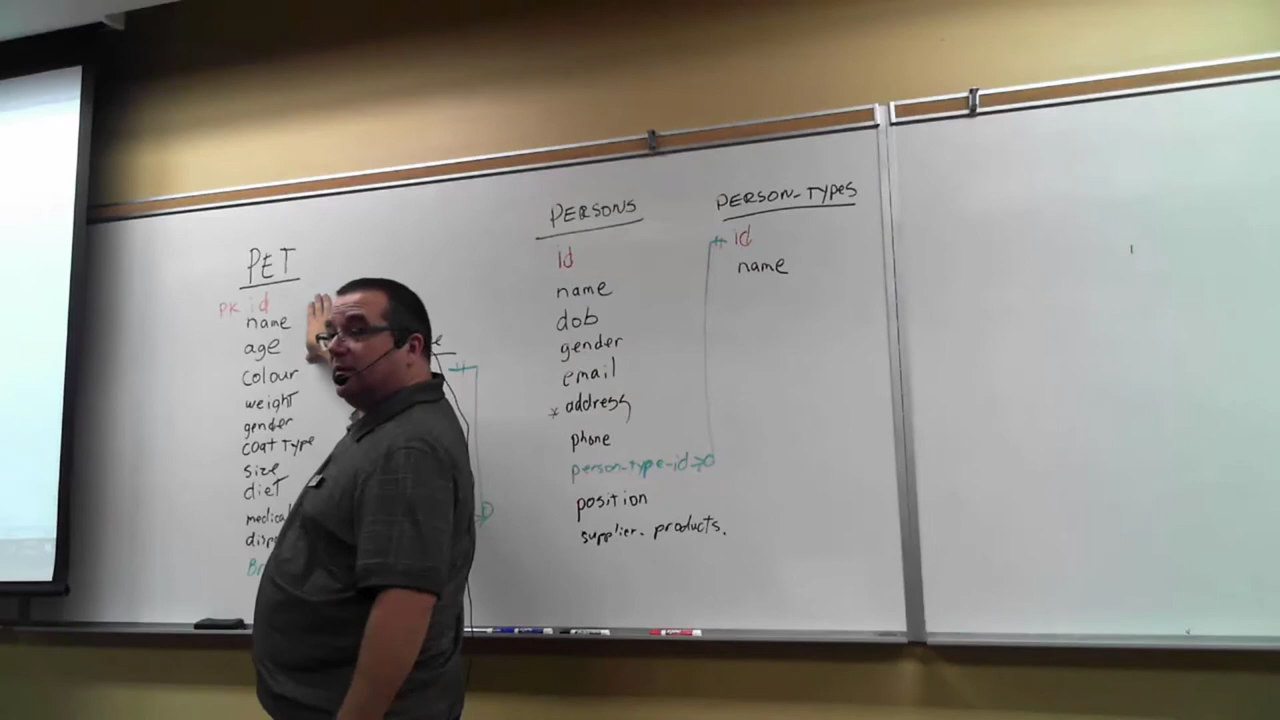 PET
PK id
name
age
colour
weight
gender
coat Type
size
diet
PERSONS
id
name
dob
gender
email
* address
phone
person-type-id
position
supplier. products.
PERSON-TYPES
id
name